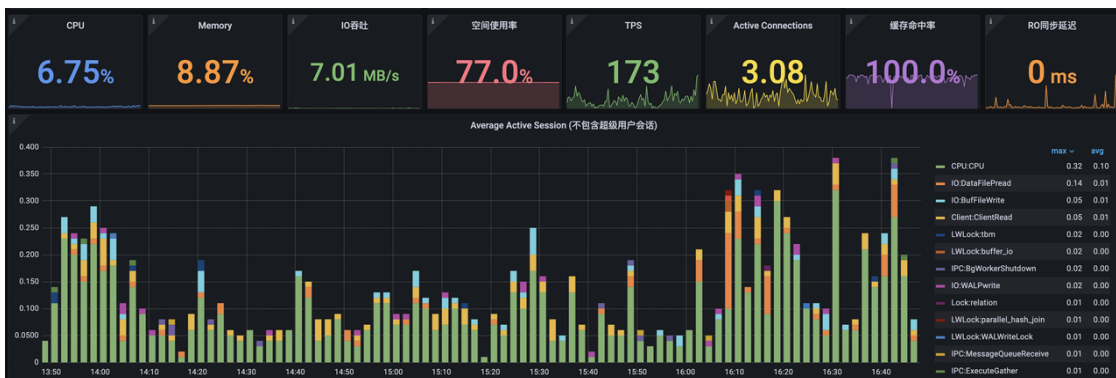 CPU
6.75%
Memory
8.87%
IO吞吐
7.01 MB/s
空间使用率
77.0%
TPS
173
Active Connections
3.08
缓存命中率
100.0%
RO同步延迟
0 ms
Average Active Session (不包含超级用户会话)
0.400
0.350
0.300
0.250
0.200
0.150
0.100
0.0500
0
13:50 14:00 14:10 14:20 14:30 14:40 14:50 15:00 15:10 15:20 15:30 15:40 15:50 16:00 16:10 16:20 16:30 16:40
max avg
CPU:CPU 0.32 0.10
IO:DataFilePread 0.14 0.01
IO:BufFileWrite 0.05 0.01
Client:ClientRead 0.05 0.01
LWLock:tbm 0.02 0.00
LWLock:buffer_io 0.02 0.00
IPC:BgWorkerShutdown 0.02 0.00
IO:WALPwrite 0.02 0.00
Lock:relation 0.01 0.00
LWLock:parallel_hash_join 0.01 0.00
LWLock:WALWriteLock 0.01 0.00
IPC:MessageQueueReceive 0.01 0.00
IPC:ExecuteGather 0.01 0.00